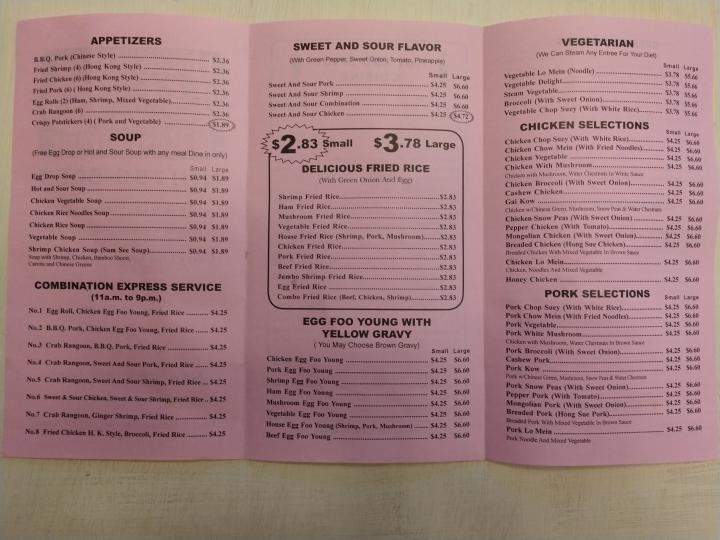 APPETIZERS
B.B.Q. Pork (Chinese Style) $2.36
Fried Shrimp (4) (Hong Kong Style) $2.36
Fried Chicken (6) (Hong Kong Style) $2.36
Fried Pork (6) ( Hong Kong Style) $2.36
Egg Rolls (2) (Ham, Shrimp, Mixed Vegetable) $2.36
Crab Rangoon (6) $2.36
Crispy Potstickers (4) ( Pork and Vegetable) $1.89
SOUP
(Free Egg Drop or Hot and Sour Soup with any meal Dine in only)
Small Large
Egg Drop Soup $0.94 $1.89
Hot and Sour Soup $0.94 $1.89
Chicken Vegetable Soup $0.94 $1.89
Chicken Rice Noodles Soup $0.94 $1.89
Chicken Rice Soup $0.94 $1.89
Vegetable Soup $0.94 $1.89
Shrimp Chicken Soup (Sam See Soup) $0.94 $1.89
Soup with Shrimp, Chicken, Bamboo Shoots,
Carrots and Chinese Greens
COMBINATION EXPRESS SERVICE
(11a.m. to 9p.m.)
No.1 Egg Roll, Chicken Egg Foo Young, Fried Rice $4.25
No.2 B.B.Q. Pork, Chicken Egg Foo Young, Fried Rice $4.25
No.3 Crab Rangoon, B.B.Q. Pork, Fried Rice $4.25
No.4 Crab Rangoon, Sweet And Sour Pork, Fried Rice $4.25
No.5 Crab Rangoon, Sweet And Sour Shrimp, Fried Rice $4.25
No.6 Sweet & Sour Chicken, Sweet & Sour Shrimp, Fried Rice $4.25
No.7 Crab Rangoon, Ginger Shrimp, Fried Rice $4.25
No.8 Fried Chicken H. K. Style, Broccoli, Fried Rice $4.25
SWEET AND SOUR FLAVOR
(With Green Pepper, Sweet Onion, Tomato, Pineapple)
Small Large
Sweet And Sour Pork $4.25 $6.60
Sweet And Sour Shrimp $4.25 $6.60
Sweet And Sour Combination $4.25 $6.60
Sweet And Sour Chicken $4.25 $4.72
$2.83 Small $3.78 Large
DELICIOUS FRIED RICE
(With Green Onion And Egg)
Shrimp Fried Rice $2.83
Ham Fried Rice $2.83
Mushroom Fried Rice $2.83
Vegetable Fried Rice $2.83
House Fried Rice (Shrimp, Pork, Mushroom) $2.83
Chicken Fried Rice $2.83
Pork Fried Rice $2.83
Beef Fried Rice $2.83
Jumbo Shrimp Fried Rice $2.83
Egg Fried Rice $2.83
Combo Fried Rice (Beef, Chicken, Shrimp) $2.83
EGG FOO YOUNG WITH
YELLOW GRAVY
( You May Choose Brown Gravy)
Small Large
Chicken Egg Foo Young $4.25 $6.60
Pork Egg Foo Young $4.25 $6.60
Shrimp Egg Foo Young $4.25 $6.60
Ham Egg Foo Young $4.25 $6.60
Mushroom Egg Foo Young $4.25 $6.60
Vegetable Egg Foo Young $4.25 $6.60
House Egg Foo Young (Shrimp, Pork, Mushroom) $4.25 $6.60
Beef Egg Foo Young $4.25 $6.60
VEGETARIAN
(We Can Steam Any Entree For Your Diet)
Small Large
Vegetable Lo Mein (Noodle) $3.78 $5.66
Vegetable Delight $3.78 $5.66
Steam Vegetable $3.78 $5.66
Broccoli (With Sweet Onion) $3.78 $5.66
Vegetable Chop Suey (With White Rice) $3.78 $5.66
CHICKEN SELECTIONS
Small Large
Chicken Chop Suey (With White Rice) $4.25 $6.60
Chicken Chow Mein (With Fried Noodles) $4.25 $6.60
Chicken Vegetable $4.25 $6.60
Chicken With Mushroom $4.25 $6.60
Chicken with Mushroom, Water Chestnuts In White Sauce
Chicken Broccoli (With Sweet Onion) $4.25 $6.60
Cashew Chicken $4.25 $6.60
Gai Kow $4.25 $6.60
Chicken w/Chinese Green, Mushroom, Snow Peas & Water Chestnuts
Chicken Snow Peas (With Sweet Onion) $4.25 $6.60
Pepper Chicken (With Tomato) $4.25 $6.60
Mongolian Chicken (With Sweet Onion) $4.25 $6.60
Breaded Chicken (Hong Sue Chicken) $4.25 $6.60
Breaded Chicken With Mixed Vegetable In Brown Sauce
Chicken Lo Mein $4.25 $6.60
Chicken, Noodles And Mixed Vegetable
Honey Chicken $4.25 $6.60
PORK SELECTIONS
Small Large
Pork Chop Suey (With White Rice) $4.25 $6.60
Pork Chow Mein (With Fried Noodles) $4.25 $6.60
Pork Vegetable $4.25 $6.60
Pork White Mushroom $4.25 $6.60
Chicken with Mushroom, Water Chestnuts In Brown Sauce
Pork Broccoli (With Sweet Onion) $4.25 $6.60
Cashew Pork $4.25 $6.60
Pork Kow $4.25 $6.60
Pork w/Chinese Green, Mushroom, Snow Peas & Water Chestnuts
Pork Snow Peas (With Sweet Onion) $4.25 $6.60
Pepper Pork (With Tomato) $4.25 $6.60
Mongolian Pork (With Sweet Onion) $4.25 $6.60
Breaded Pork (Hong Sue Pork) $4.25 $6.60
Breaded Pork With Mixed Vegetable In Brown Sauce
Pork Lo Mein $4.25 $6.60
Pork Noodle And Mixed Vegetable